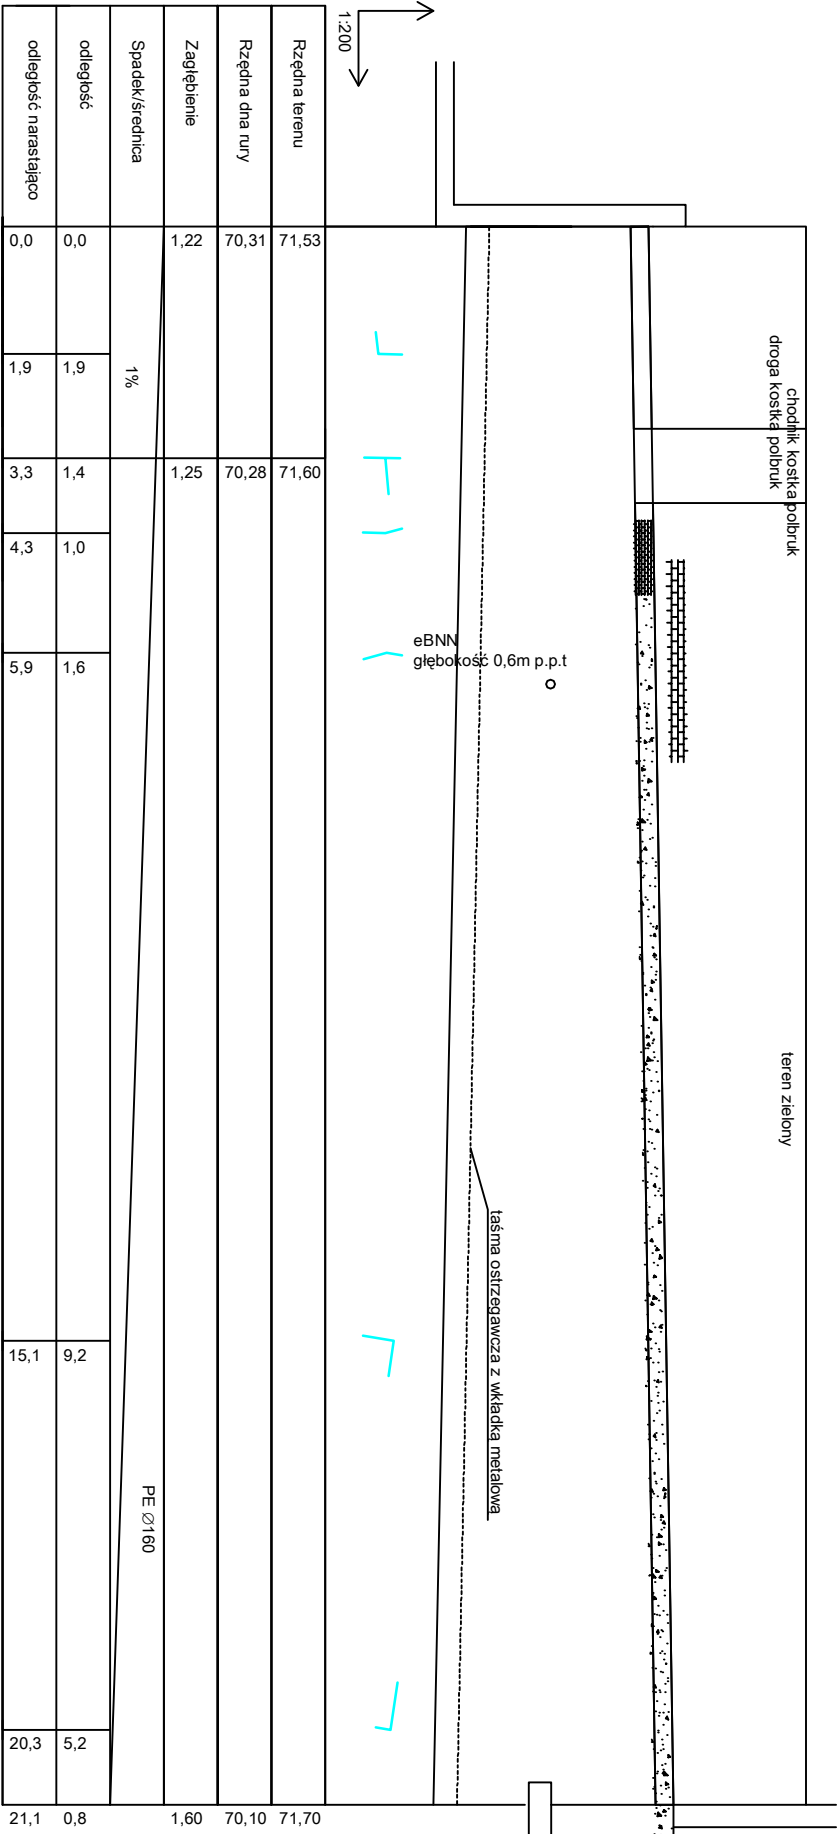 1:200
chodnik kostka polbruk
droga kostka polbruk
teren zielony
eBNN
głębokość 0,6m p.p.t
taśma ostrzegawcza z wkładką metalową
Rzędna terenu
71,53
71,60
71,70
Rzędna dna rury
70,31
70,28
70,10
Zagłębienie
1,22
1,25
1,60
Spadek/średnica
1%
PE Ø160
odległość
0,0
1,9
1,4
1,0
1,6
9,2
5,2
0,8
odległość narastająco
0,0
1,9
3,3
4,3
5,9
15,1
20,3
21,1